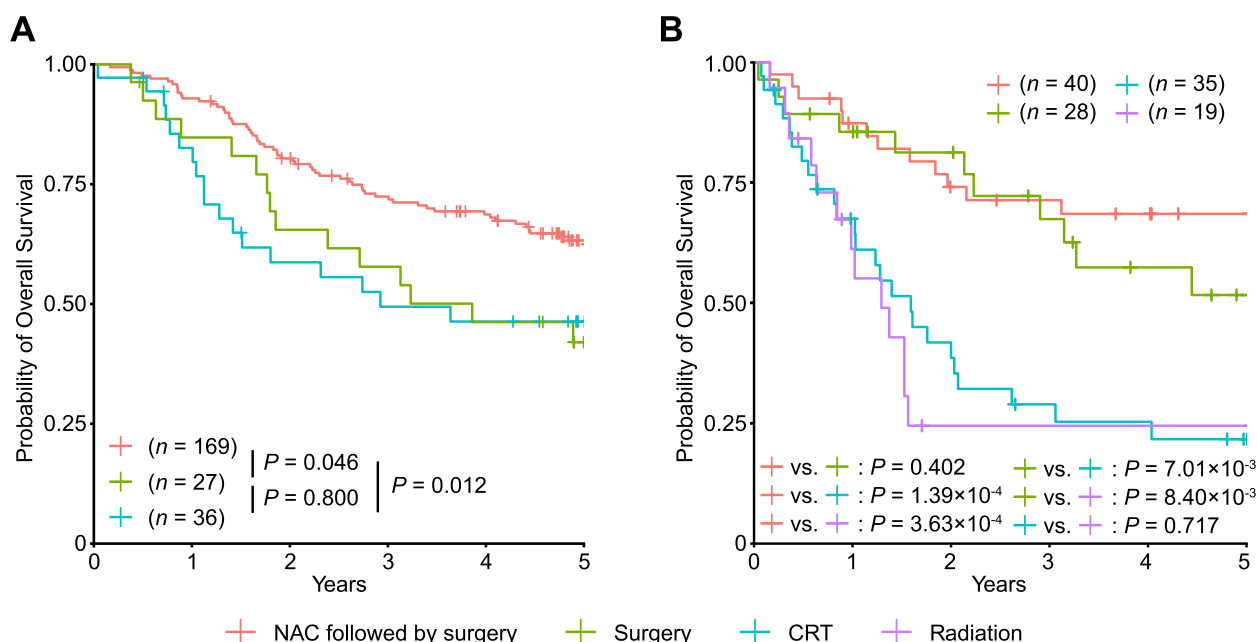 A
Probability of Overall Survival
1.00
0.75
0.50
0.25
0
(n = 169)
(n = 27)
(n = 36)
P = 0.046
P = 0.800
P = 0.012
0 1 2 3 4 5
Years
B
Probability of Overall Survival
1.00
0.75
0.50
0.25
0
(n = 40) (n = 35)
(n = 28) (n = 19)
vs. : P = 0.402 vs. : P = 7.01×10⁻³
vs. : P = 1.39×10⁻⁴ vs. : P = 8.40×10⁻³
vs. : P = 3.63×10⁻⁴ vs. : P = 0.717
0 1 2 3 4 5
Years
NAC followed by surgery Surgery CRT Radiation